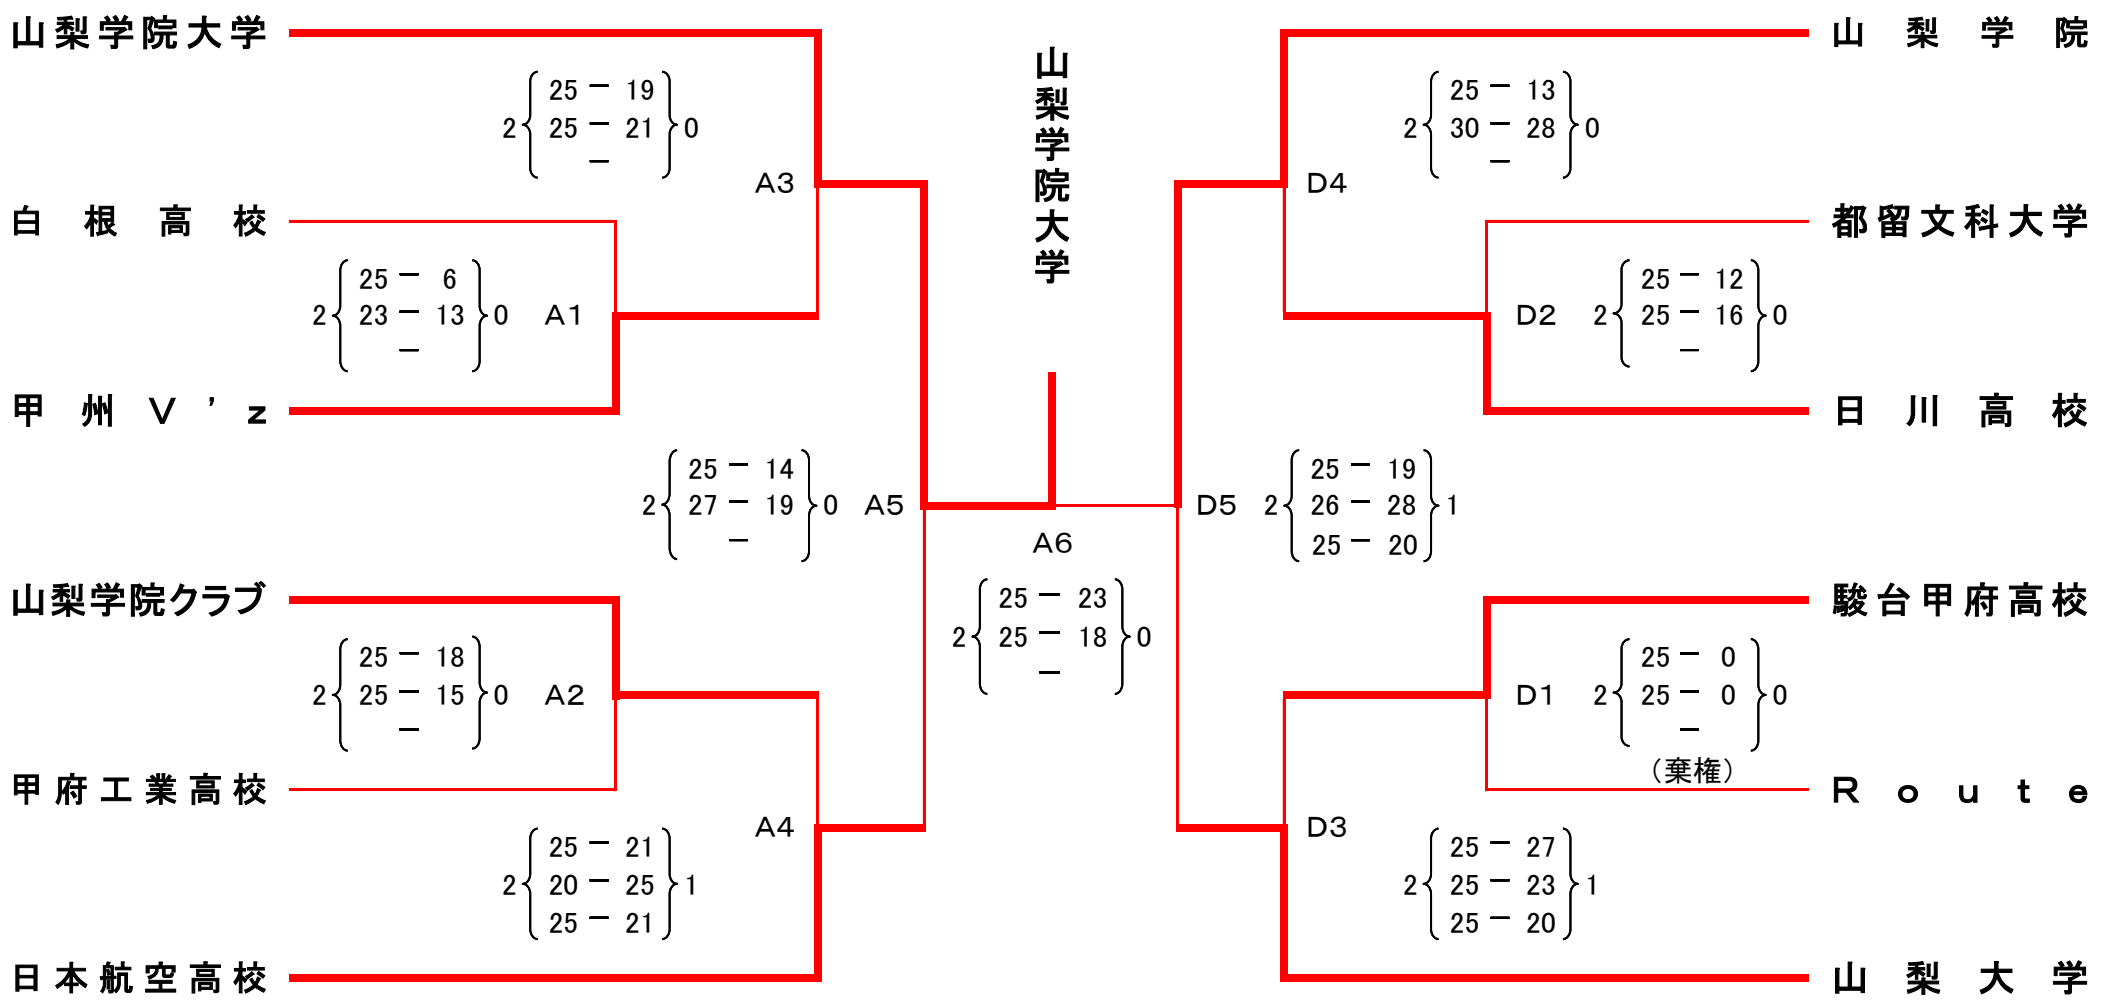 山梨学院大学
2 25 － 19 0
25 － 21
－
A3
白根高校
2 25 － 6 0
23 － 13
－
A1
甲州Ｖ’ｚ
2 25 － 14 0
27 － 19
－
A5
山梨学院クラブ
2 25 － 18 0
25 － 15
－
A2
甲府工業高校
A4
2 25 － 21 1
20 － 25
25 － 21
日本航空高校
山梨学院大学
A6
2 25 － 23 0
25 － 18
－
山梨学院
2 25 － 13 0
30 － 28
－
D4
都留文科大学
D2
2 25 － 12 0
25 － 16
－
日川高校
D5
2 25 － 19 1
26 － 28
25 － 20
駿台甲府高校
D1
2 25 － 0 0
25 － 0
－
（棄権）
Ｒｏｕｔｅ
D3
2 25 － 27 1
25 － 23
25 － 20
山梨大学